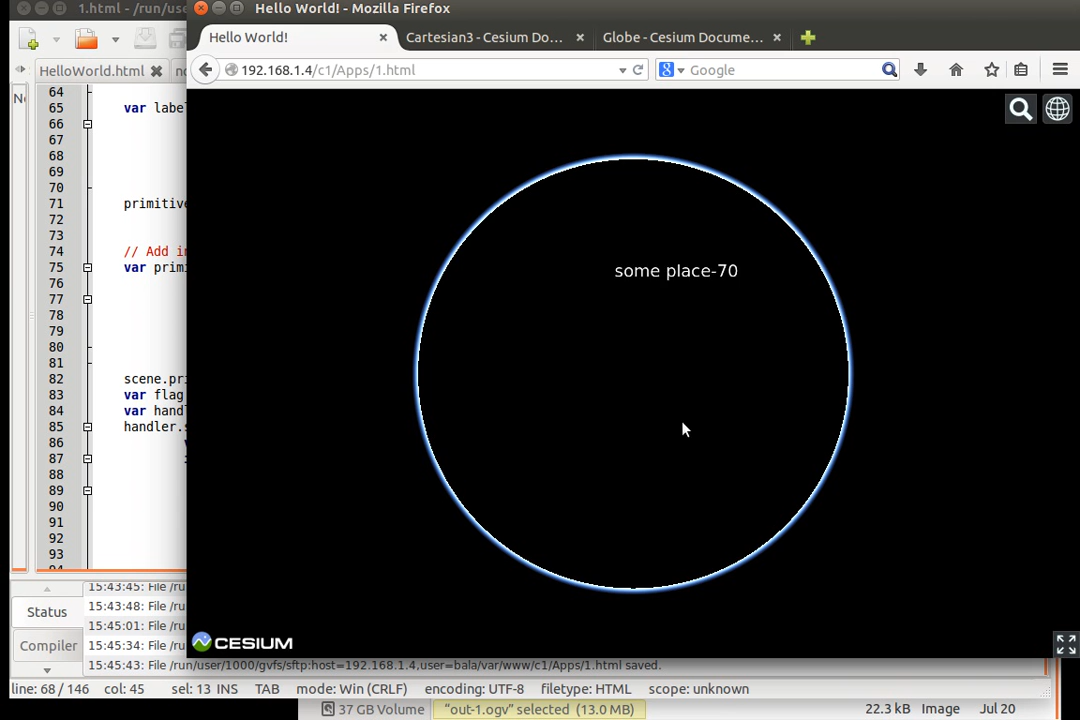 1.html - /run/use
Hello World! - Mozilla Firefox
Hello World!
Cartesian3 - Cesium Do...
Globe - Cesium Docume...
192.168.1.4/c1/Apps/1.html
Google
HelloWorld.html
64
65 var label
66
67
68
69
70
71 primitive
72
73
74 // Add in
75 var primi
76
77
78
79
80
81
82 scene.pri
83 var flag
84 var handl
85 handler.s
86
87
88
89
90
91
92
93
some place-70
CESIUM
Status
Compiler
15:43:45: File /ru
15:43:48: File /ru
15:45:01: File /ru
15:45:34: File /ru
15:45:43: File /run/user/1000/gvfs/sftp:host=192.168.1.4,user=bala/var/www/c1/Apps/1.html saved.
line: 68 / 146 col: 45 sel: 13 INS TAB mode: Win (CRLF) encoding: UTF-8 filetype: HTML scope: unknown
37 GB Volume "out-1.ogv" selected (13.0 MB) 22.3 kB Image Jul 20